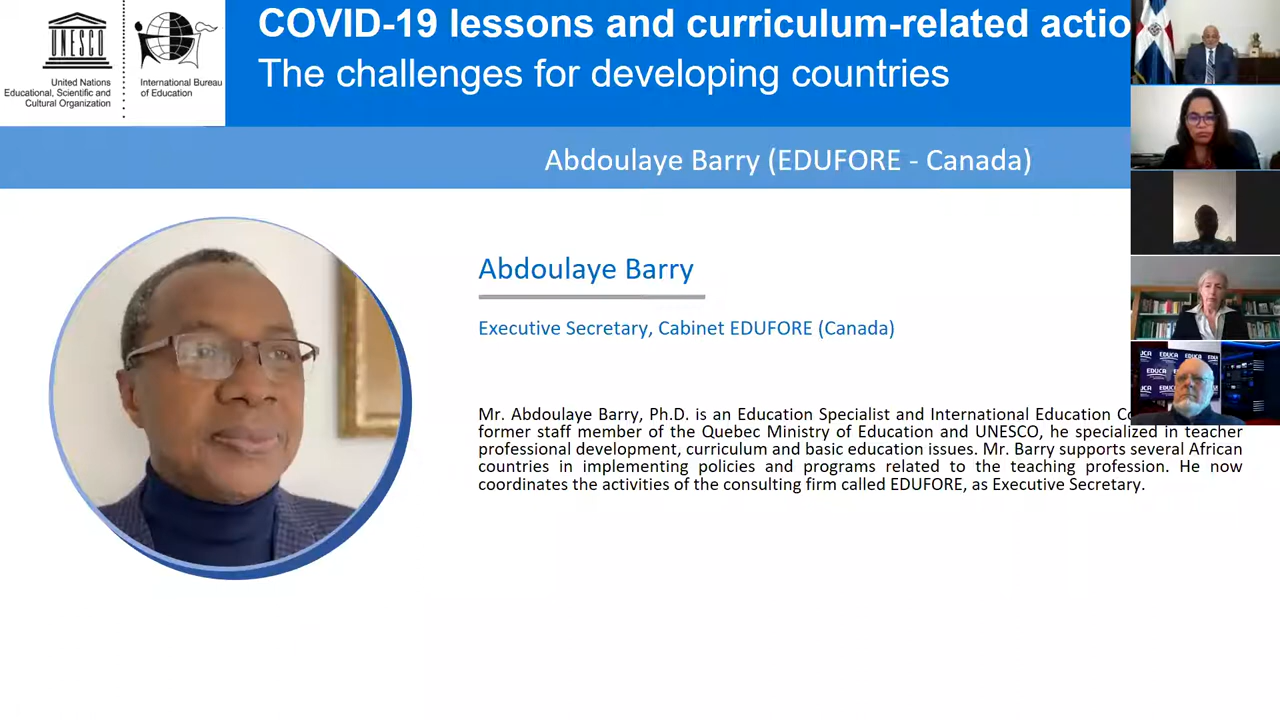 UNESCO
United Nations
Educational, Scientific and
Cultural Organization
International Bureau
of Education
COVID-19 lessons and curriculum-related actio
The challenges for developing countries
Abdoulaye Barry (EDUFORE - Canada)
Abdoulaye Barry
Executive Secretary, Cabinet EDUFORE (Canada)
Mr. Abdoulaye Barry, Ph.D. is an Education Specialist and International Education Co
former staff member of the Quebec Ministry of Education and UNESCO, he specialized in teacher
professional development, curriculum and basic education issues. Mr. Barry supports several African
countries in implementing policies and programs related to the teaching profession. He now
coordinates the activities of the consulting firm called EDUFORE, as Executive Secretary.
EDUCA
EDUCA
EDUCA